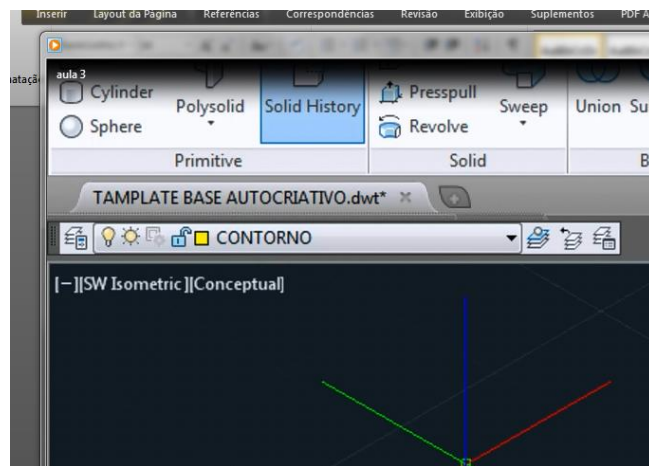 Inserir Layout da Página Referências Correspondências Revisão Exibição Suplementos PDF A
aula 3
Cylinder
Sphere
Polysolid
Solid History
Presspull
Revolve
Sweep
Union Su
Primitive
Solid
B
TAMPLATE BASE AUTOCRIATIVO.dwt*
CONTORNO
[−][SW Isometric][Conceptual]